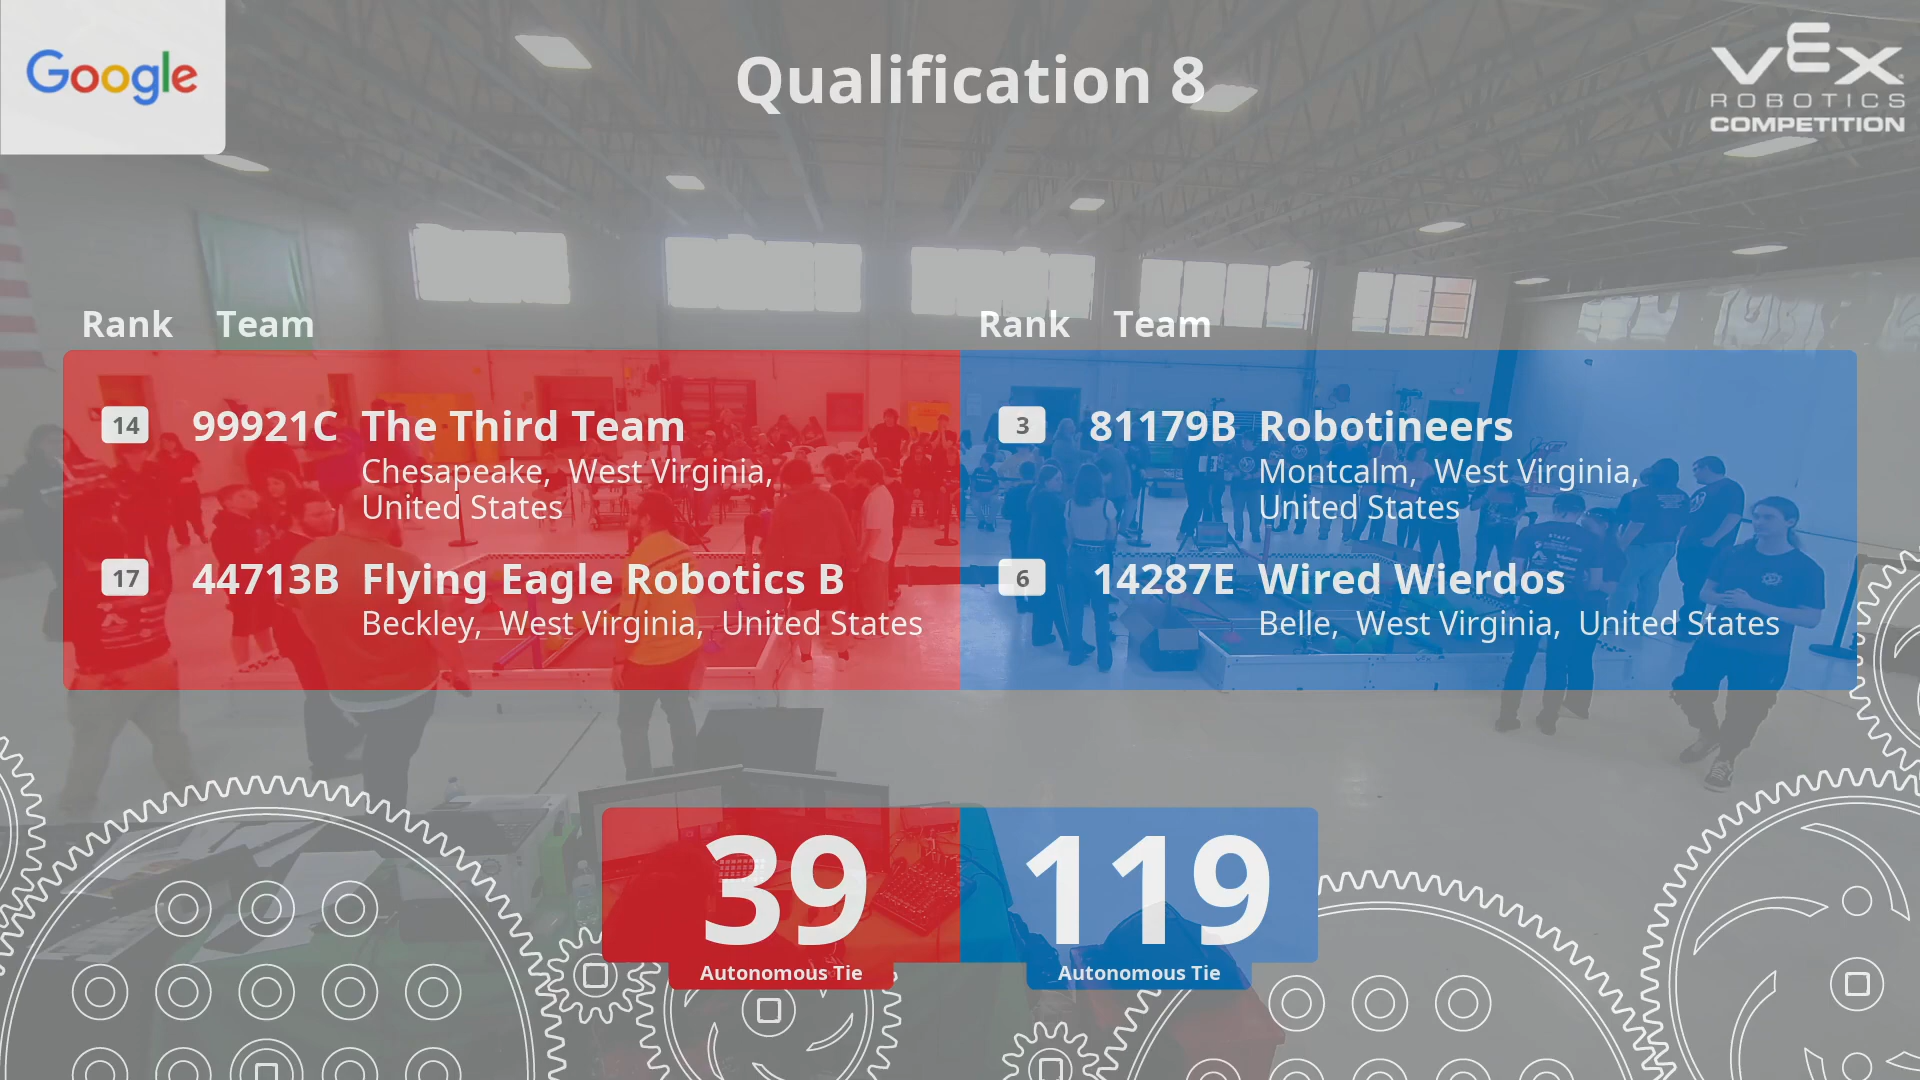 Google
Qualification 8
VEX
ROBOTICS
COMPETITION
Rank Team
14 99921C The Third Team
Chesapeake, West Virginia,
United States
17 44713B Flying Eagle Robotics B
Beckley, West Virginia, United States
Rank Team
3 81179B Robotineers
Montcalm, West Virginia,
United States
6 14287E Wired Wierdos
Belle, West Virginia, United States
39
Autonomous Tie
119
Autonomous Tie